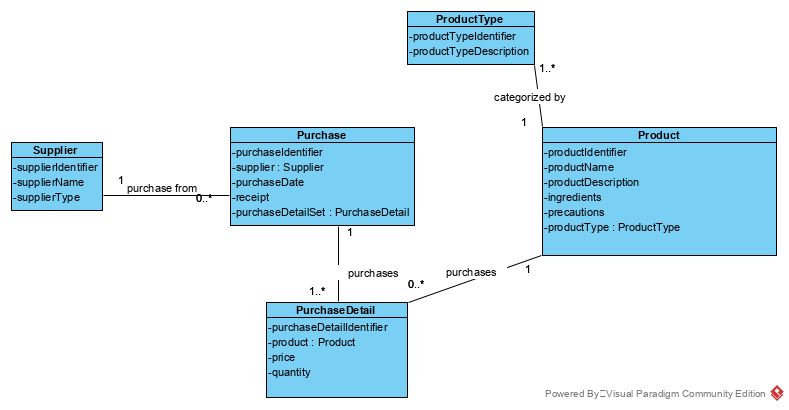 ProductType
-productTypeIdentifier
-productTypeDescription
1..*
categorized by
1
Supplier
-supplierIdentifier
-supplierName
-supplierType
1
purchase from
0..*
Purchase
-purchaseIdentifier
-supplier : Supplier
-purchaseDate
-receipt
-purchaseDetailSet : PurchaseDetail
Product
-productIdentifier
-productName
-productDescription
-ingredients
-precautions
-productType : ProductType
1
purchases
1..*
1
purchases
0..*
PurchaseDetail
-purchaseDetailIdentifier
-product : Product
-price
-quantity
Powered By Visual Paradigm Community Edition